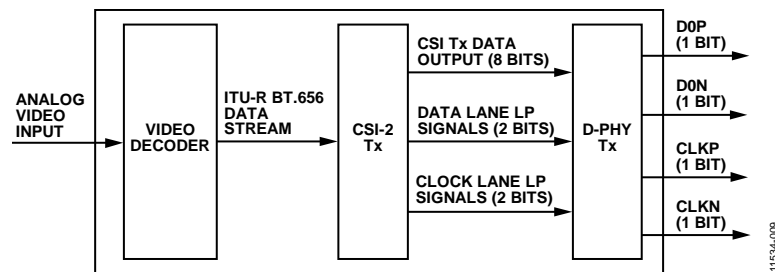 ANALOG
VIDEO
INPUT
VIDEO
DECODER
ITU-R BT.656
DATA
STREAM
CSI-2
Tx
CSI Tx DATA
OUTPUT (8 BITS)
DATA LANE LP
SIGNALS (2 BITS)
CLOCK LANE LP
SIGNALS (2 BITS)
D-PHY
Tx
D0P
(1 BIT)
D0N
(1 BIT)
CLKP
(1 BIT)
CLKN
(1 BIT)
11534-009